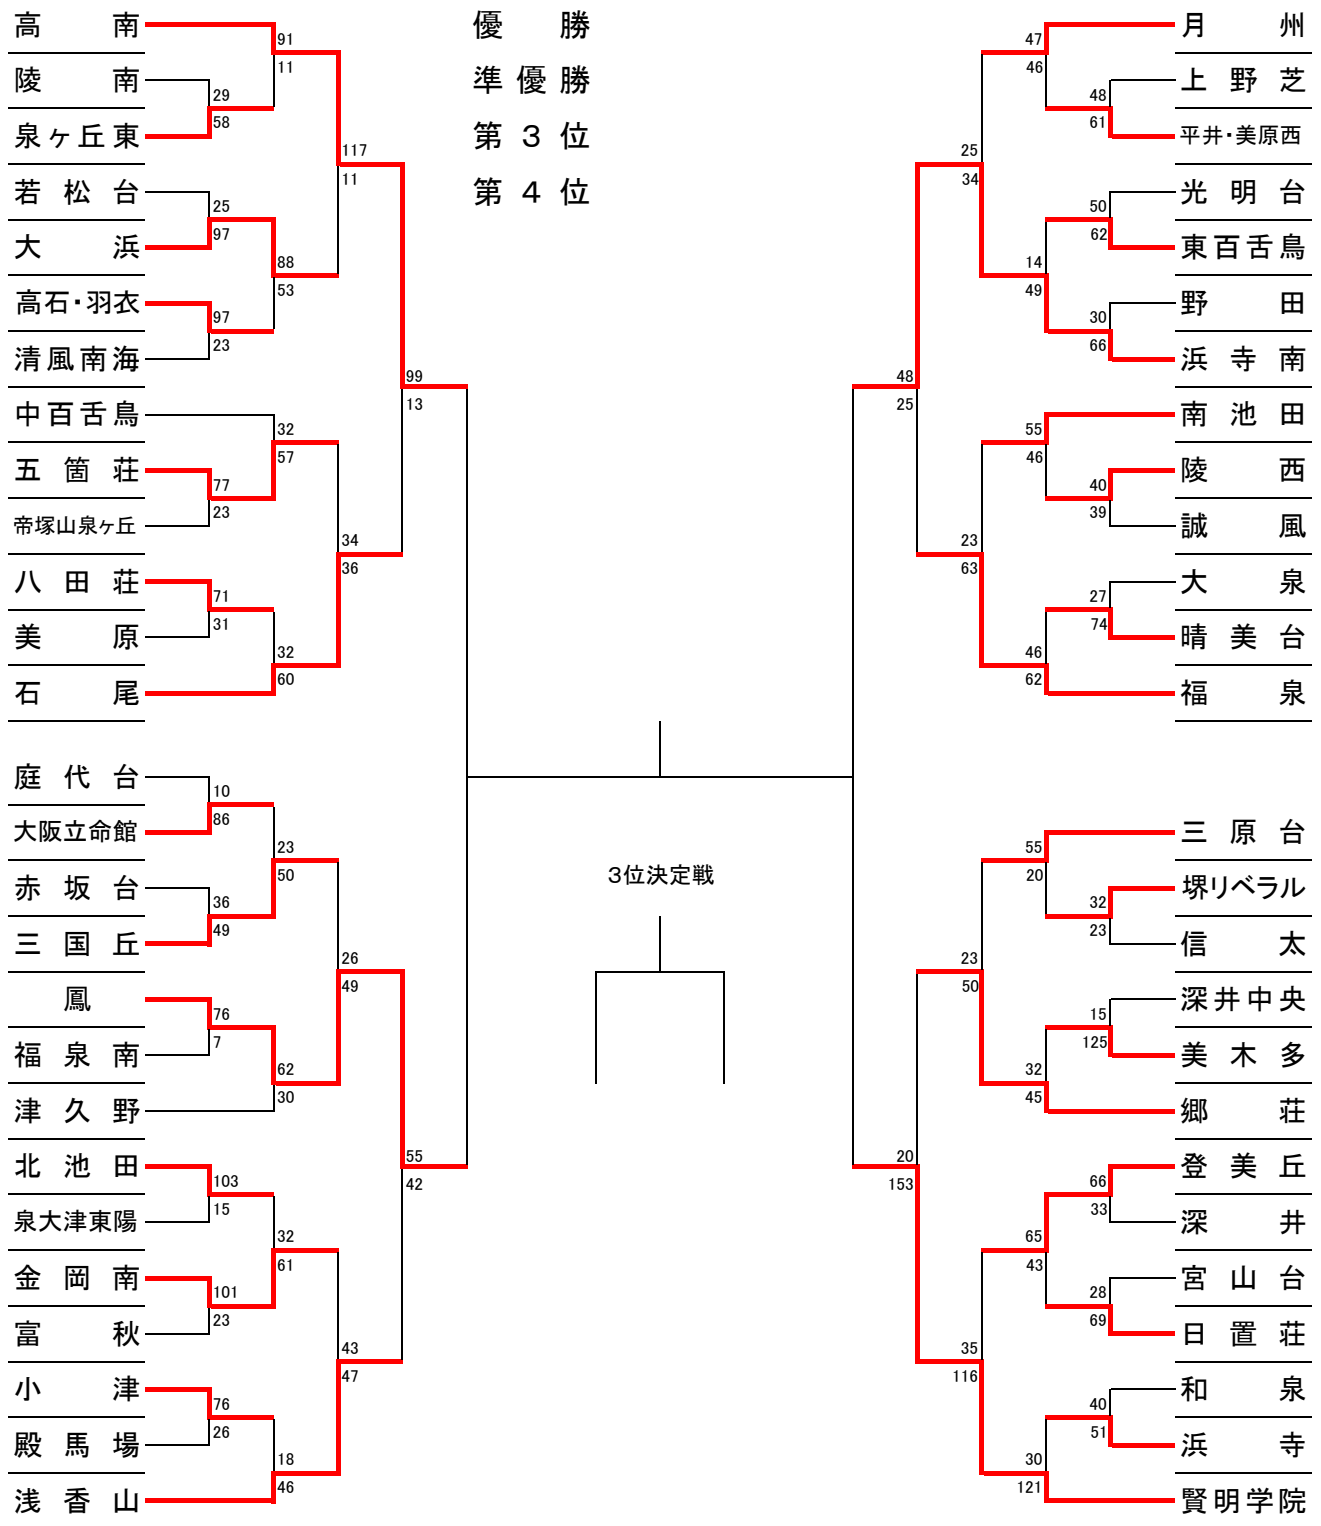 優勝
準優勝
第3位
第4位
高南
91
11
陵南
29
58
泉ヶ丘東
117
11
若松台
25
97
大浜
88
53
高石・羽衣
97
23
清風南海
99
13
中百舌鳥
32
57
五箇荘
77
23
帝塚山泉ヶ丘
34
36
八田荘
71
31
美原
32
60
石尾
庭代台
10
86
大阪立命館
23
50
赤坂台
36
49
三国丘
26
49
鳳
76
7
福泉南
62
30
津久野
55
42
北池田
103
15
泉大津東陽
32
61
金岡南
101
23
富秋
43
47
小津
76
26
殿馬場
18
46
浅香山
3位決定戦
月州
47
46
上野芝
48
61
平井・美原西
25
34
光明台
50
62
東百舌鳥
14
49
野田
30
66
浜寺南
48
25
南池田
55
46
陵西
40
39
誠風
23
63
大泉
27
74
晴美台
46
62
福泉
三原台
55
20
堺リベラル
32
23
信太
23
50
深井中央
15
125
美木多
32
45
郷荘
20
153
登美丘
66
33
深井
65
43
宮山台
28
69
日置荘
35
116
和泉
40
51
浜寺
30
121
賢明学院